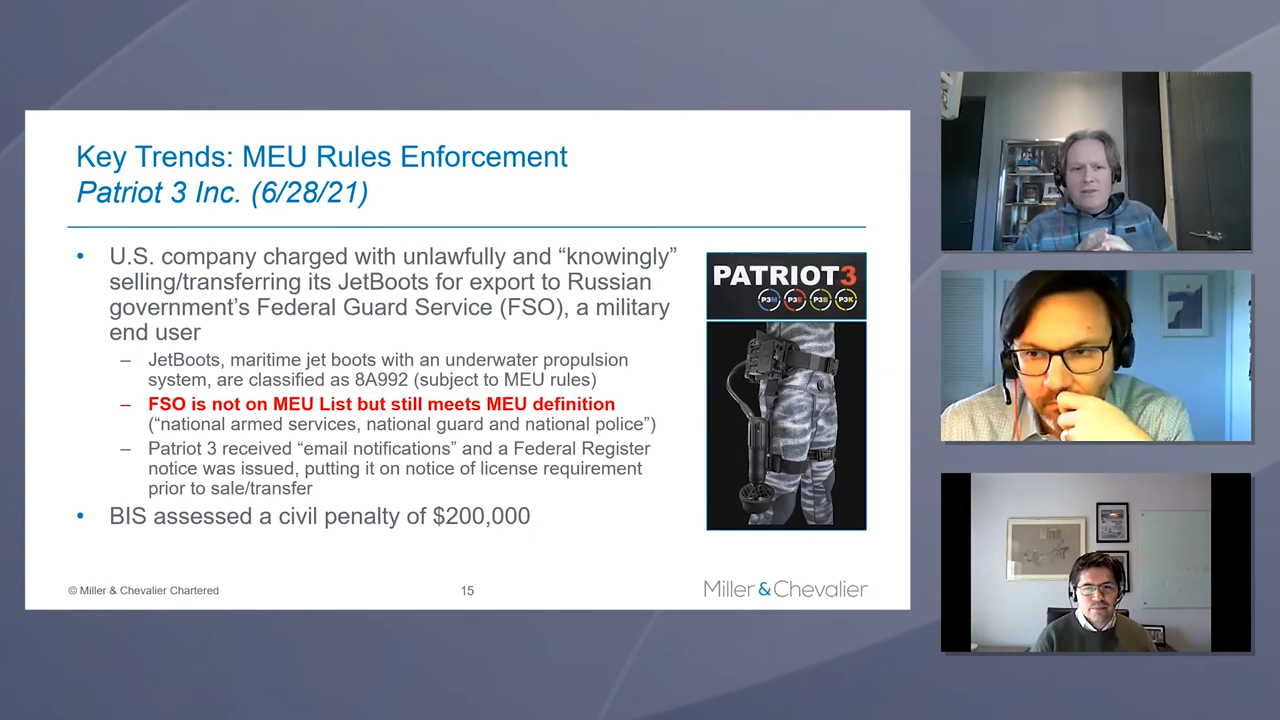 Key Trends: MEU Rules Enforcement
Patriot 3 Inc. (6/28/21)
• U.S. company charged with unlawfully and “knowingly”
selling/transferring its JetBoots for export to Russian
government’s Federal Guard Service (FSO), a military
end user
– JetBoots, maritime jet boots with an underwater propulsion
system, are classified as 8A992 (subject to MEU rules)
– FSO is not on MEU List but still meets MEU definition
(“national armed services, national guard and national police”)
– Patriot 3 received “email notifications” and a Federal Register
notice was issued, putting it on notice of license requirement
prior to sale/transfer
• BIS assessed a civil penalty of $200,000
PATRIOT3
P3M P3E P3B P3K
© Miller & Chevalier Chartered
15
Miller & Chevalier